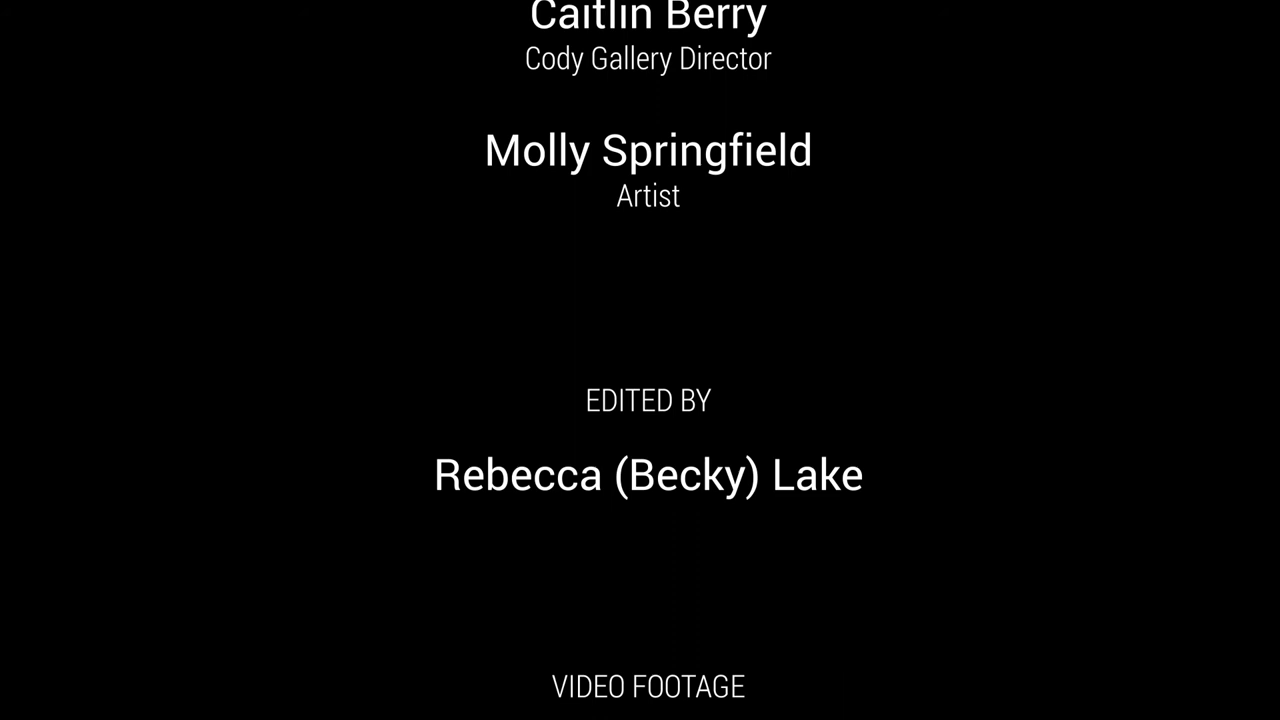 Caitlin Berry
Cody Gallery Director
Molly Springfield
Artist
EDITED BY
Rebecca (Becky) Lake
VIDEO FOOTAGE